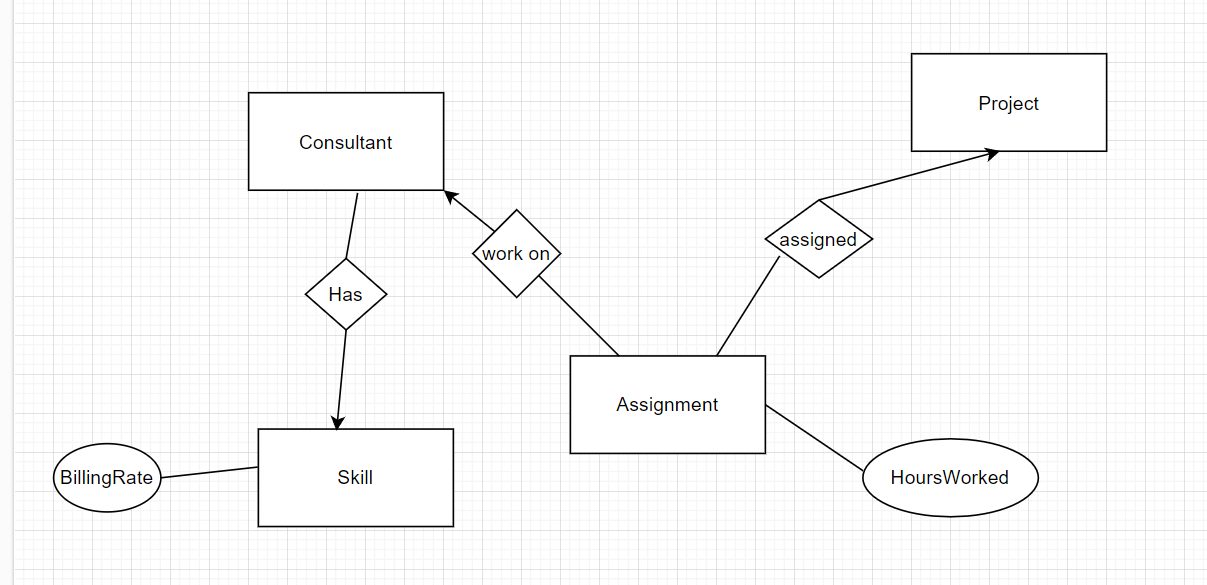 Project
Consultant
work on
assigned
Has
Assignment
BillingRate
Skill
HoursWorked